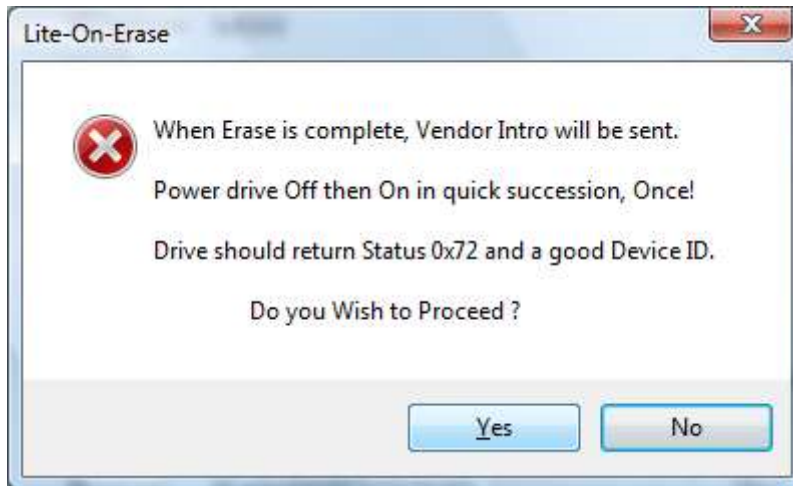 Lite-On-Erase
When Erase is complete, Vendor Intro will be sent.
Power drive Off then On in quick succession, Once!
Drive should return Status 0x72 and a good Device ID.
Do you Wish to Proceed ?
Yes
No